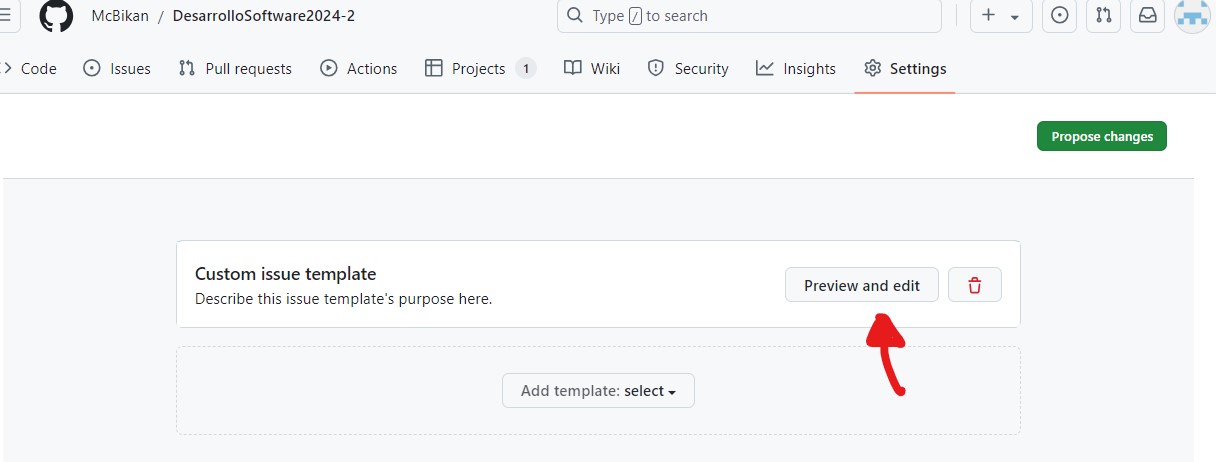 McBikan / DesarrolloSoftware2024-2
Type / to search
Code Issues Pull requests Actions Projects 1 Wiki Security Insights Settings
Propose changes
Custom issue template
Describe this issue template's purpose here.
Preview and edit
Add template: select